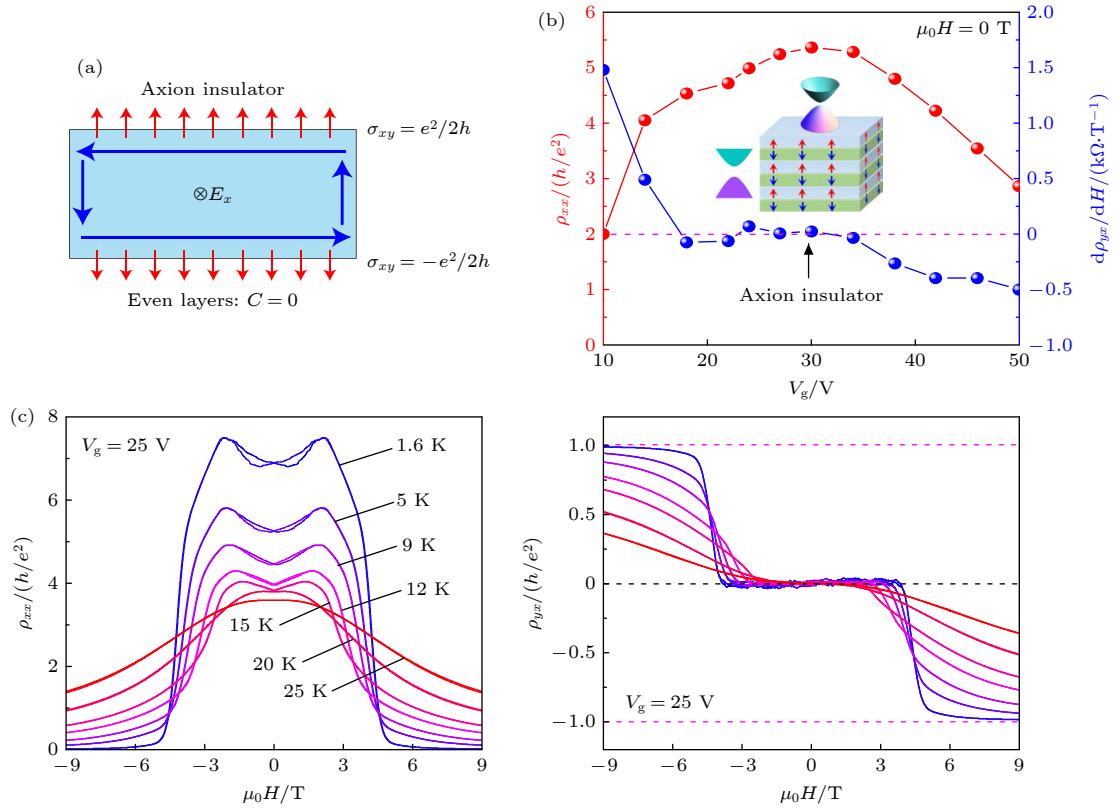 (a)
Axion insulator
σxy = e²/2h
⊗Ex
σxy = −e²/2h
Even layers: C = 0
(b)
μ0H = 0 T
ρxx/(h/e²)
6
5
4
3
2
1
0
2.0
1.5
1.0
0.5
0
−0.5
−1.0
dρyx/dH/(kΩ·T⁻¹)
Axion insulator
10 20 30 40 50
Vg/V
(c)
Vg = 25 V
ρxx/(h/e²)
8
6
4
2
0
1.6 K
5 K
9 K
12 K
15 K
20 K
25 K
−9 −6 −3 0 3 6 9
μ0H/T
ρyx/(h/e²)
1.0
0.5
0
−0.5
−1.0
Vg = 25 V
−9 −6 −3 0 3 6 9
μ0H/T